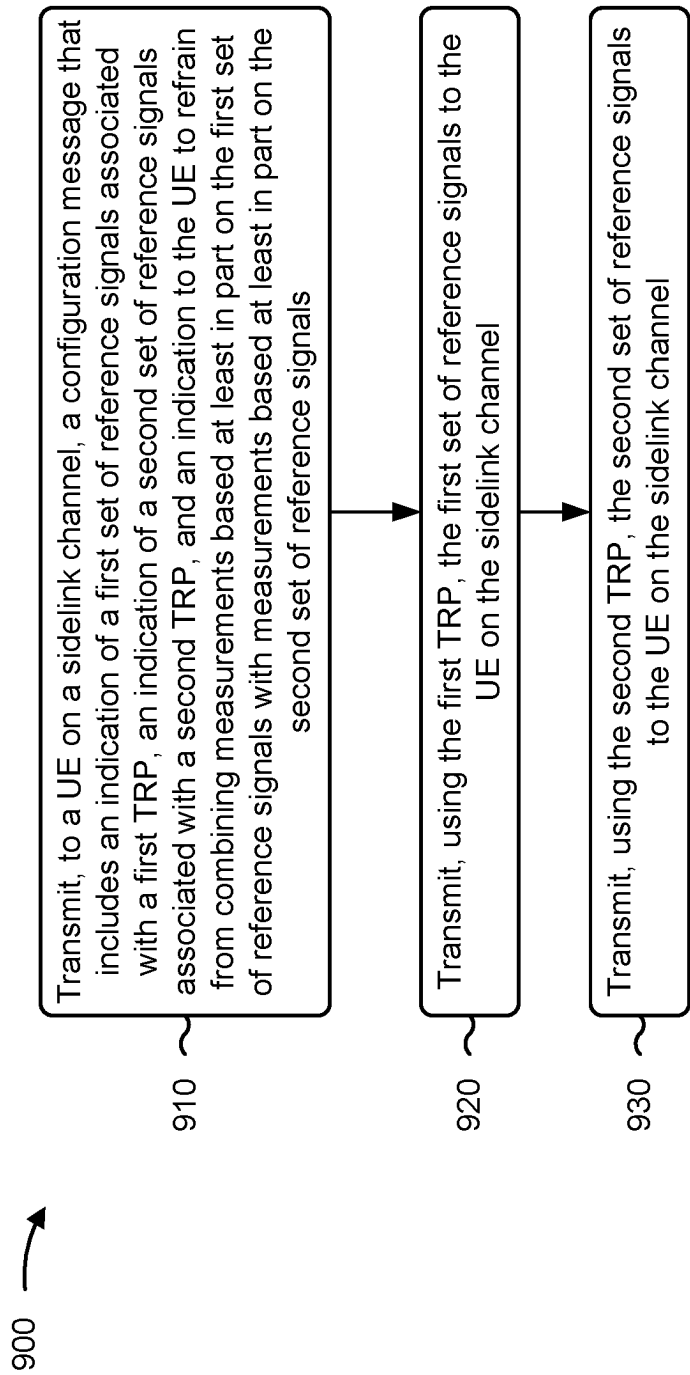 900
910
Transmit, to a UE on a sidelink channel, a configuration message that
includes an indication of a first set of reference signals associated
with a first TRP, an indication of a second set of reference signals
associated with a second TRP, and an indication to the UE to refrain
from combining measurements based at least in part on the first set
of reference signals with measurements based at least in part on the
second set of reference signals
920
Transmit, using the first TRP, the first set of reference signals to the
UE on the sidelink channel
930
Transmit, using the second TRP, the second set of reference signals
to the UE on the sidelink channel